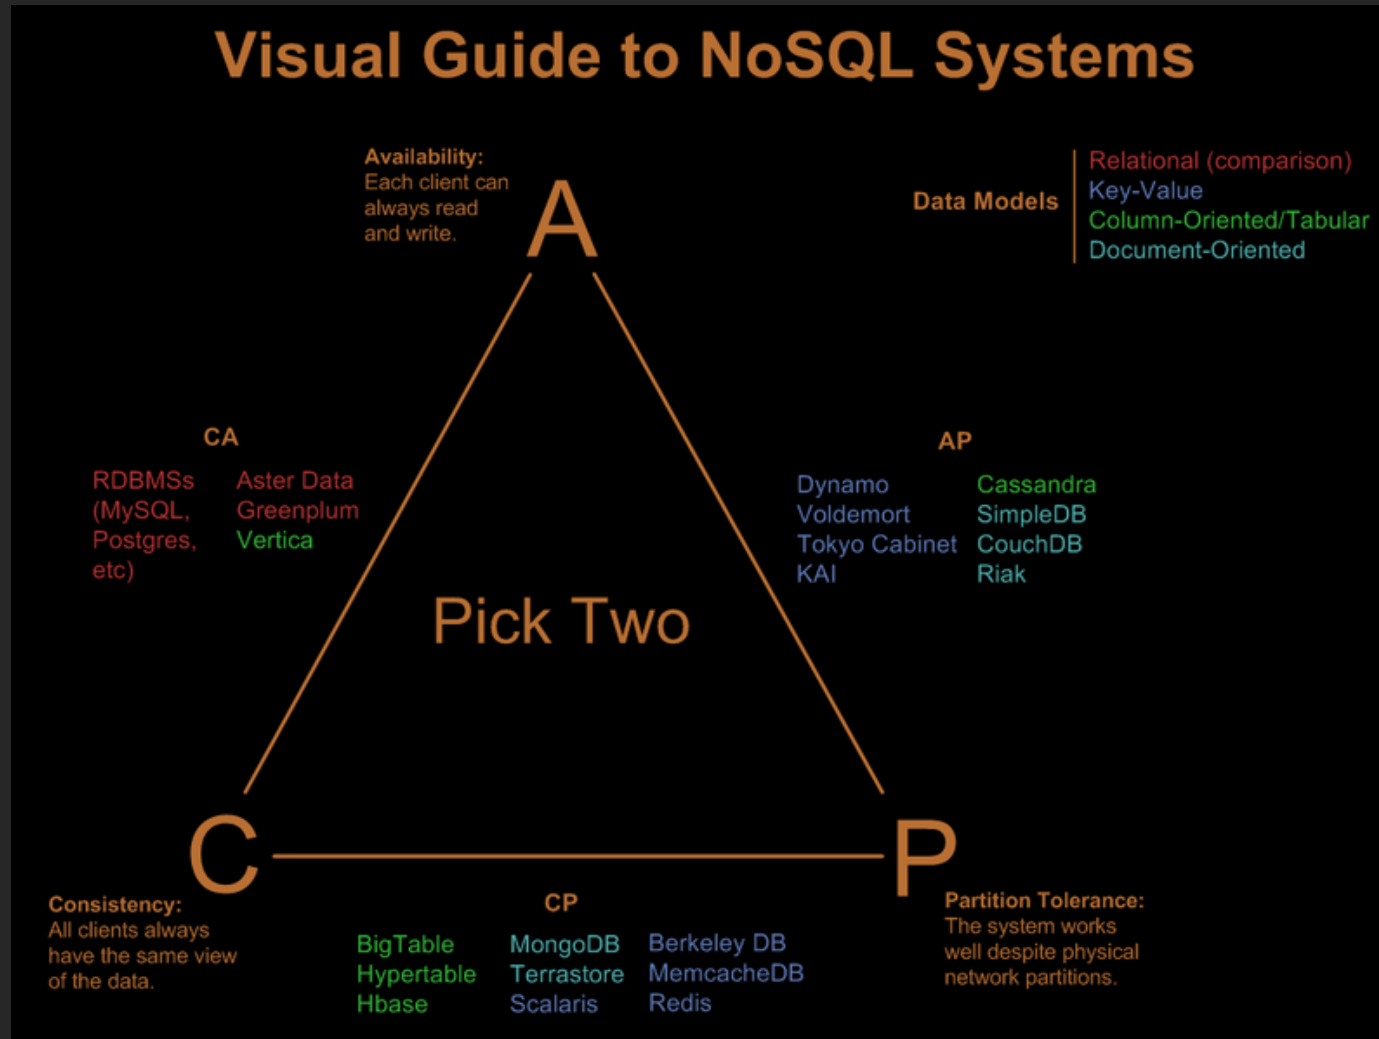 Visual Guide to NoSQL Systems
Availability:
Each client can
always read
and write.
A
Data Models
Relational (comparison)
Key-Value
Column-Oriented/Tabular
Document-Oriented
CA
RDBMSs
(MySQL,
Postgres,
etc)
Aster Data
Greenplum
Vertica
AP
Dynamo
Voldemort
Tokyo Cabinet
KAI
Cassandra
SimpleDB
CouchDB
Riak
Pick Two
C
Consistency:
All clients always
have the same view
of the data.
CP
BigTable
Hypertable
Hbase
MongoDB
Terrastore
Scalaris
Berkeley DB
MemcacheDB
Redis
P
Partition Tolerance:
The system works
well despite physical
network partitions.